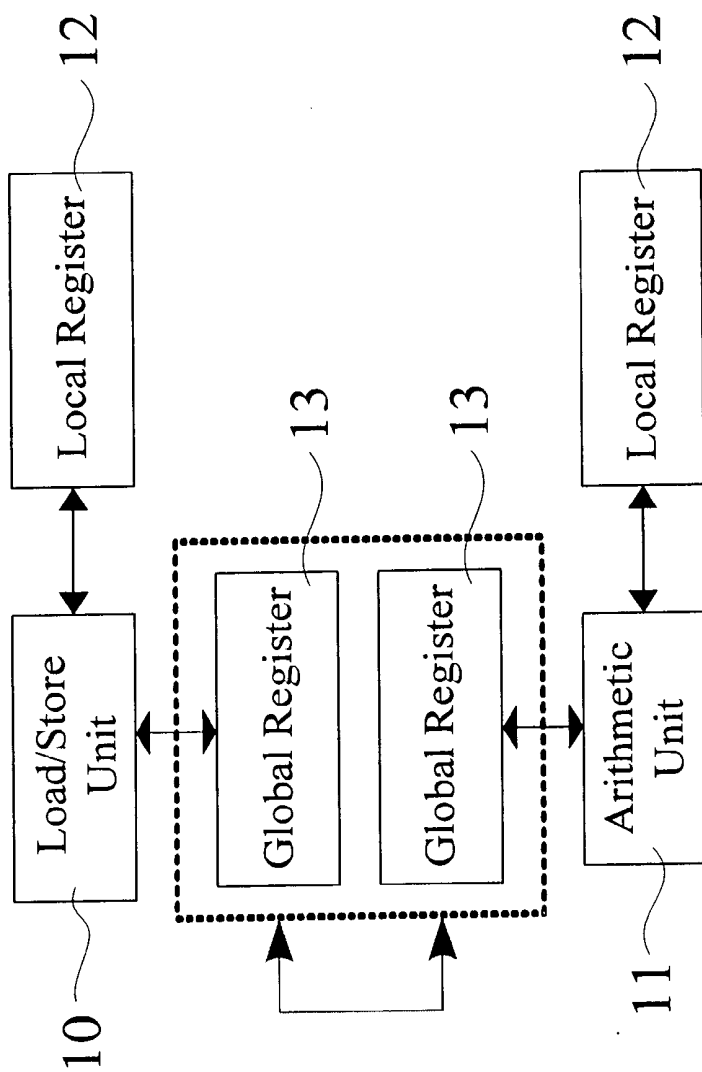 12
Local Register
Load/Store
Unit
10
13
Global Register
13
Global Register
12
Local Register
Arithmetic
Unit
11